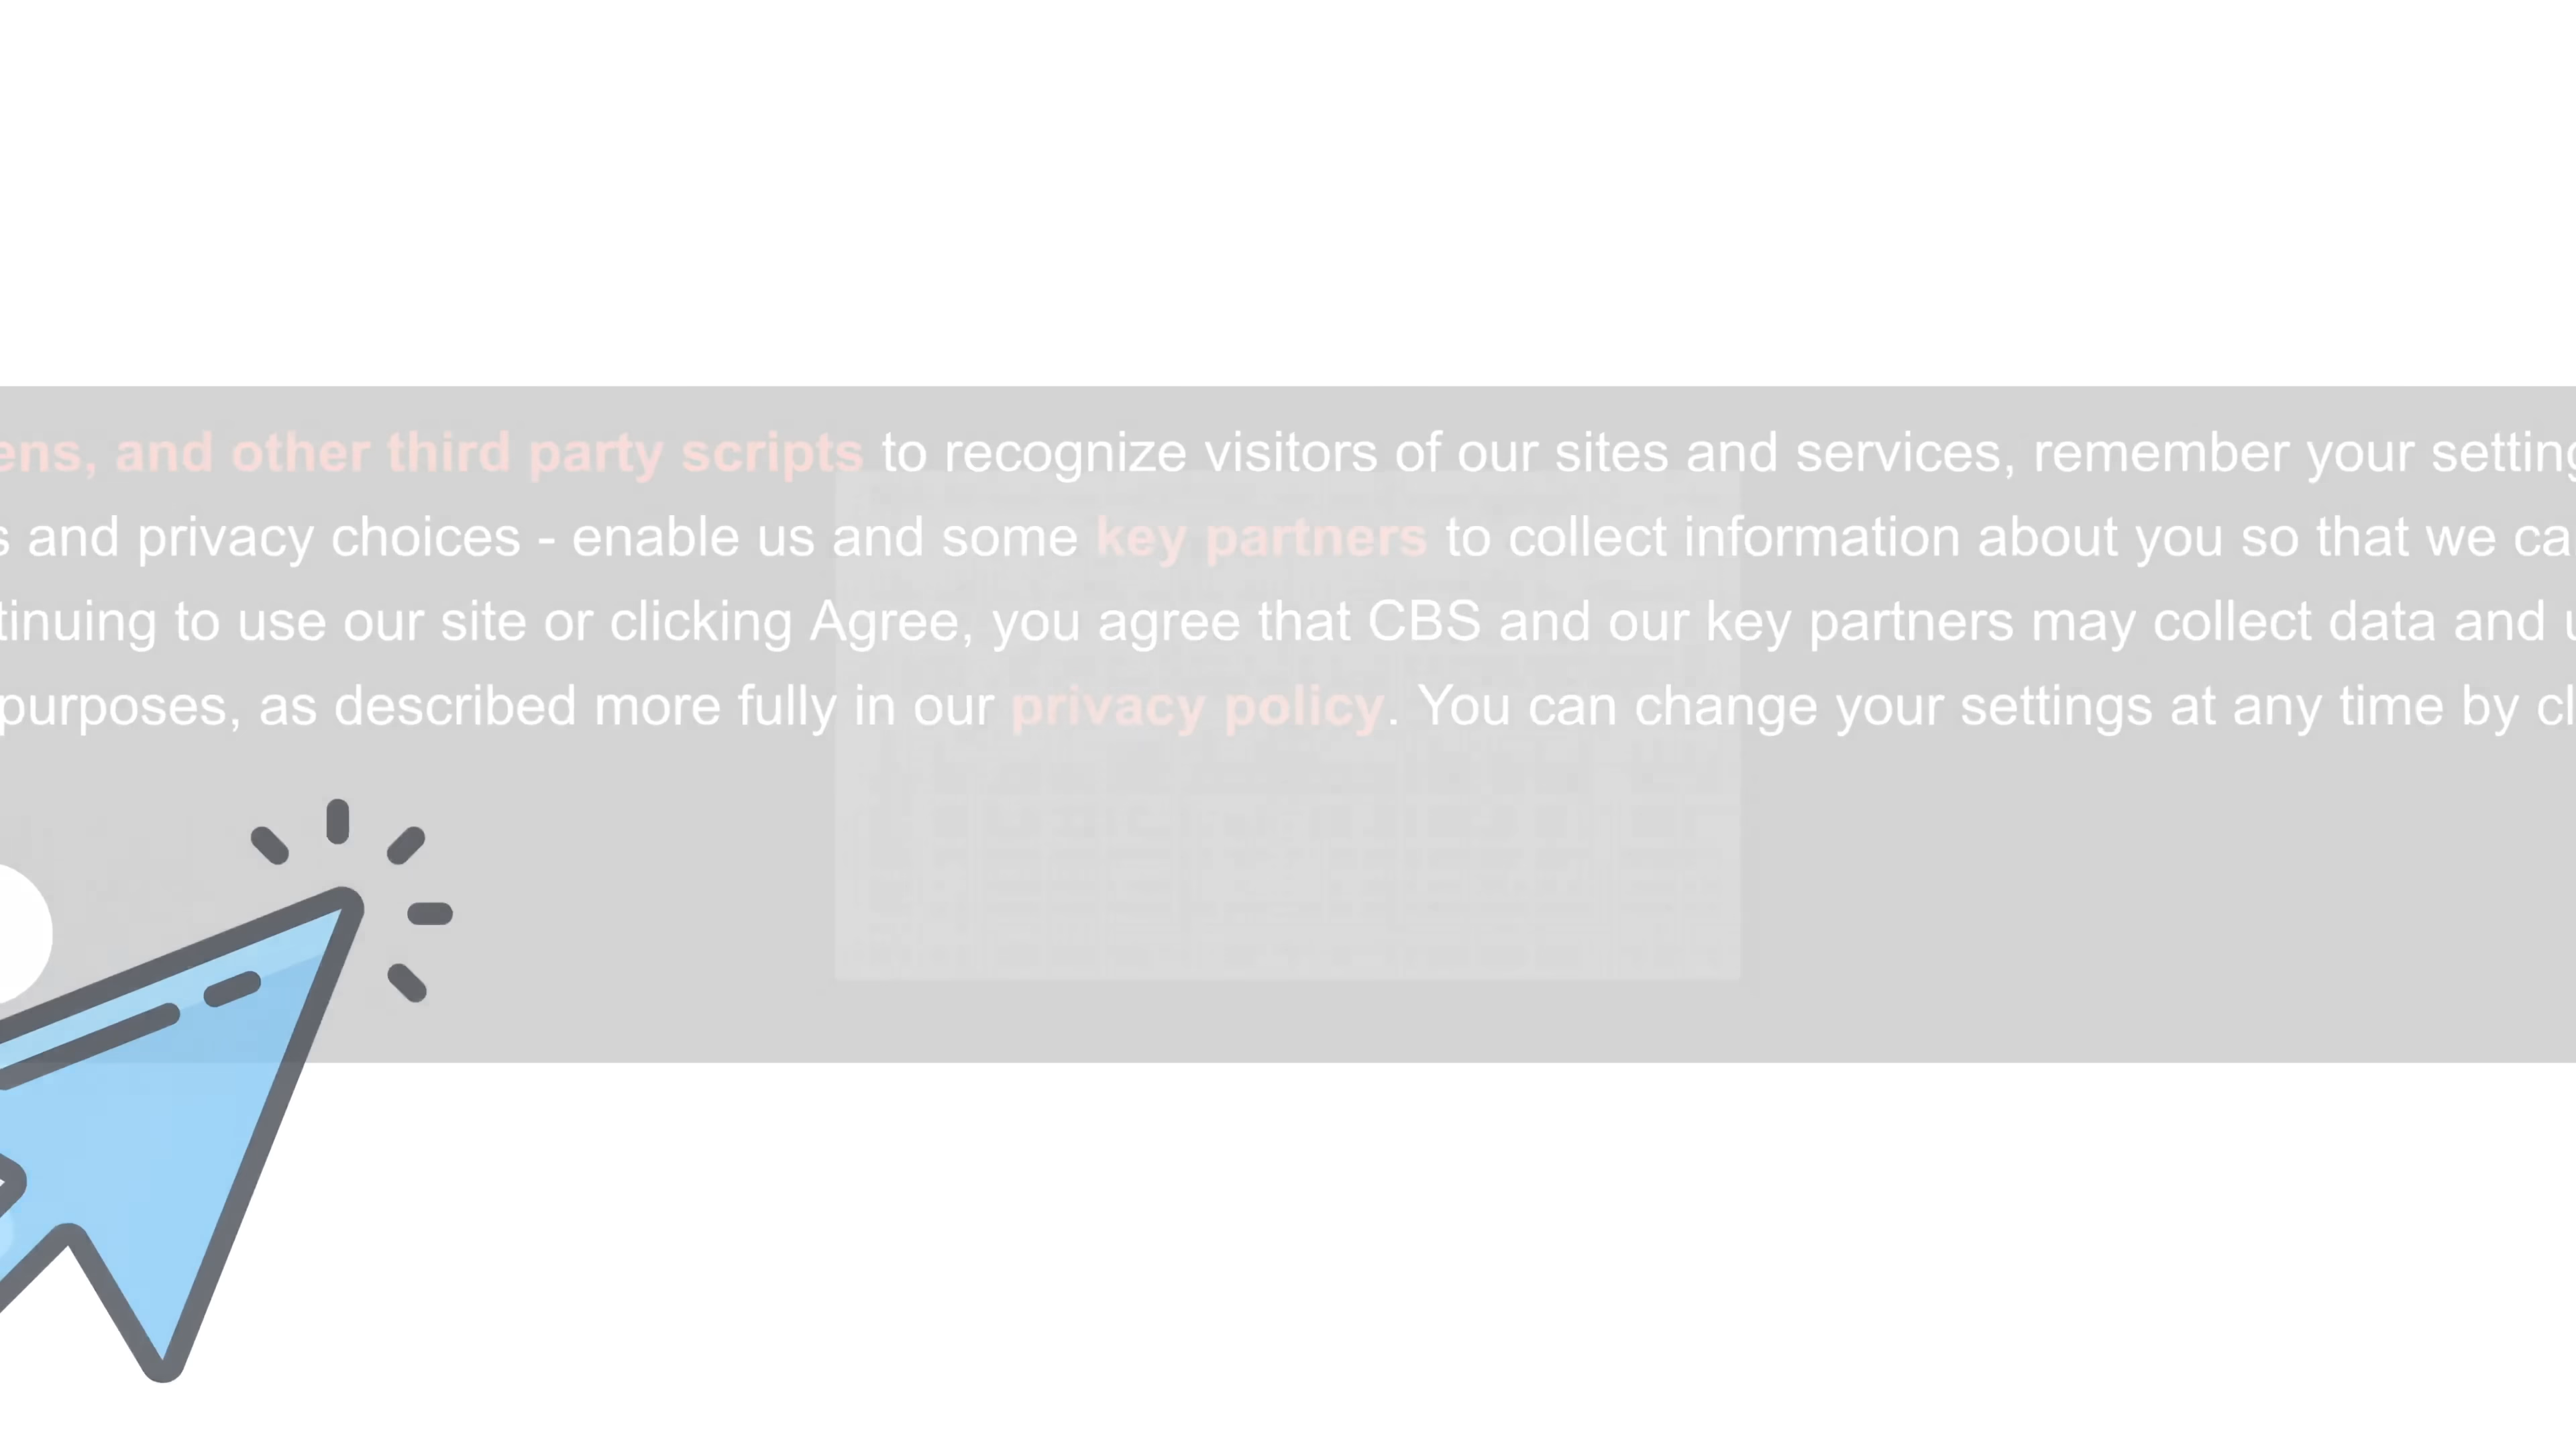 ens, and other third party scripts to recognize visitors of our sites and services, remember your setting
s and privacy choices - enable us and some key partners to collect information about you so that we ca
tinuing to use our site or clicking Agree, you agree that CBS and our key partners may collect data and u
purposes, as described more fully in our privacy policy. You can change your settings at any time by cl